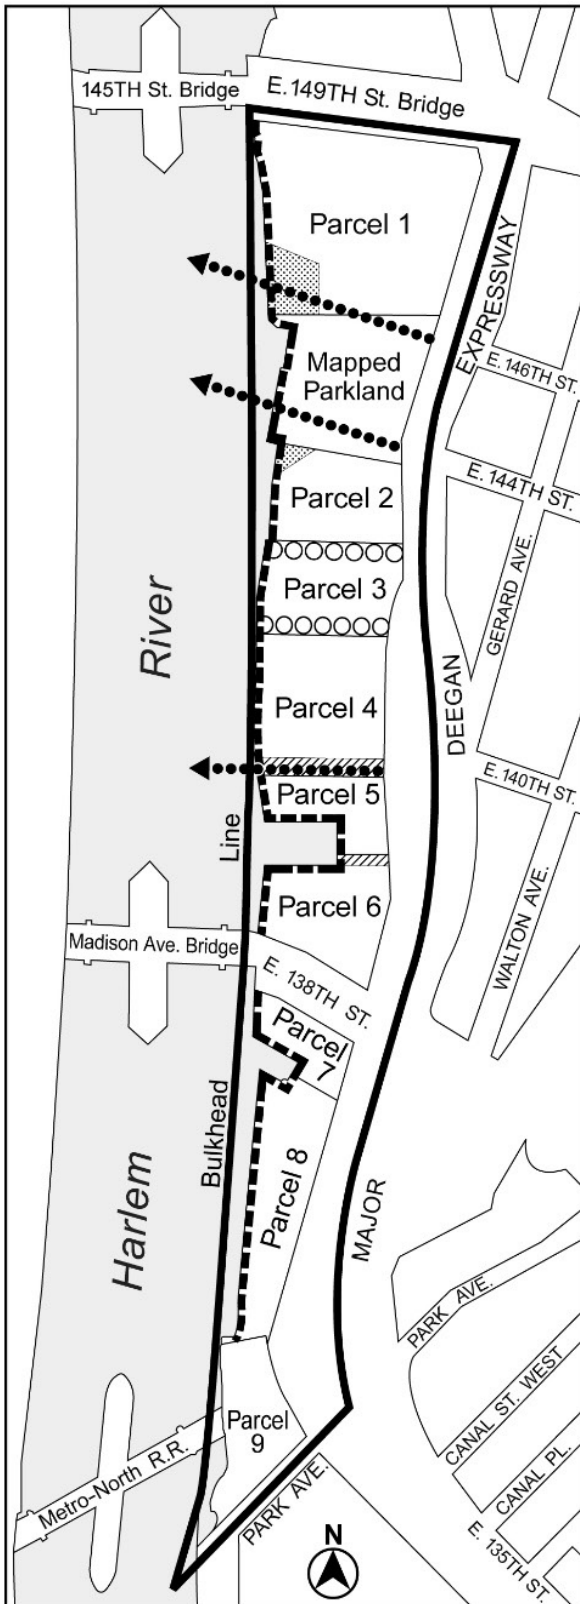 145TH St. Bridge
E.149TH St. Bridge
Parcel 1
EXPRESSWAY
E.146TH ST.
Mapped
Parkland
E.144TH ST.
Parcel 2
GERARD AVE.
Parcel 3
River
DEEGAN
Parcel 4
E.140TH ST.
Parcel 5
Line
WALTON AVE.
Parcel 6
Madison Ave. Bridge
E. 138TH ST.
Parcel
7
Bulkhead
Harlem
Parcel 8
MAJOR
PARK AVE.
CANAL ST. WEST
Parcel
9
Metro-North R.R.
PARK AVE.
CANAL PL.
E. 135TH ST.
N